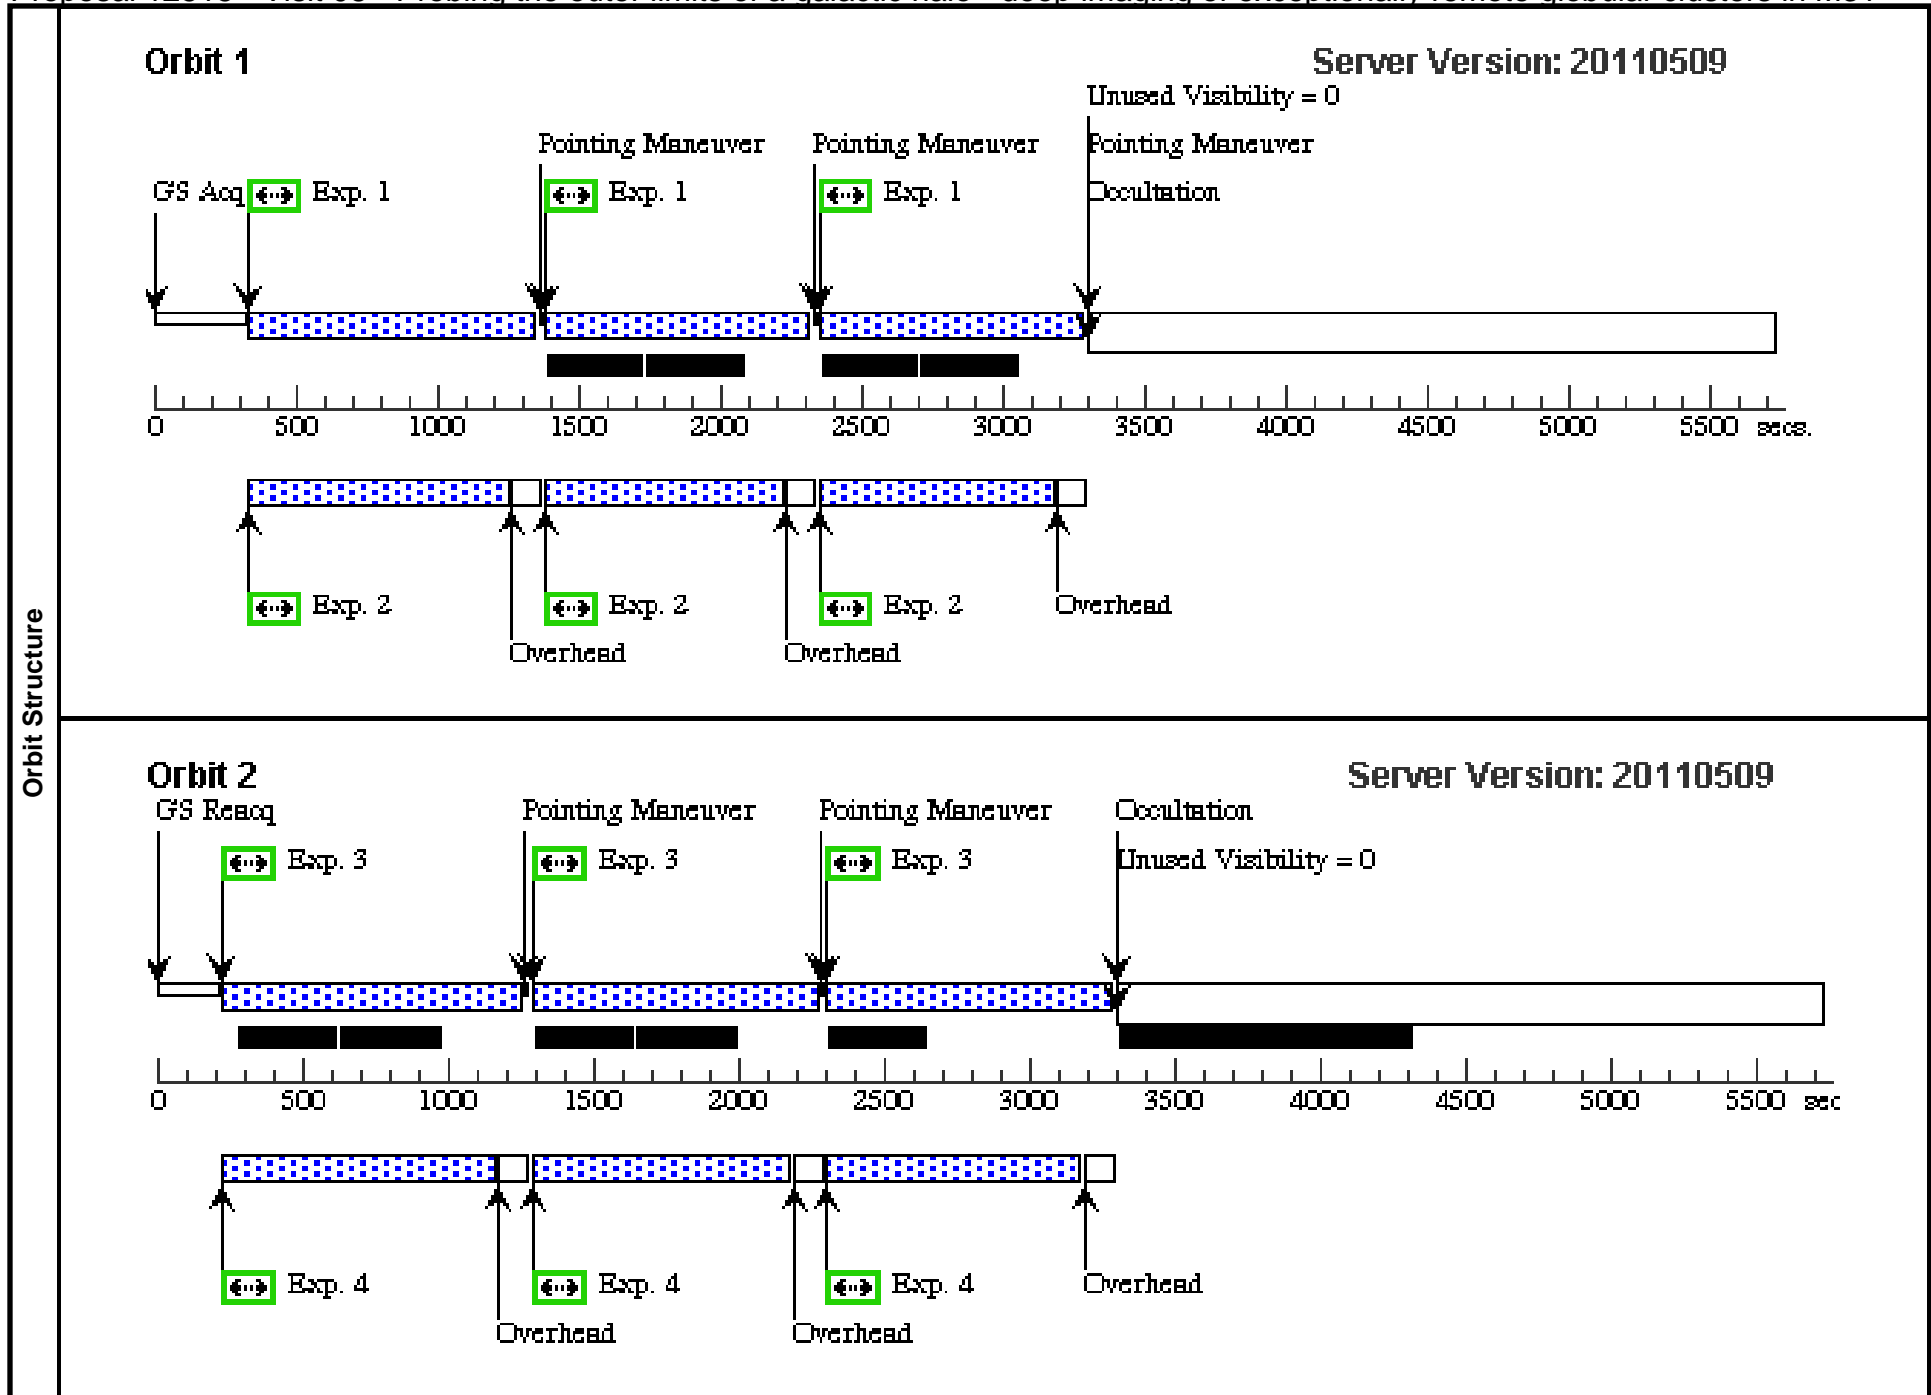 Orbit Structure
Orbit 1
Server Version: 20110509
Unused Visibility = 0
Pointing Maneuver Pointing Maneuver Pointing Maneuver
GS Acq Exp. 1 Exp. 1 Exp. 1 Occultation
0 500 1000 1500 2000 2500 3000 3500 4000 4500 5000 5500 secs.
Exp. 2 Exp. 2 Exp. 2 Overhead
Overhead Overhead
Orbit 2
Server Version: 20110509
GS Reacq Pointing Maneuver Pointing Maneuver Occultation
Exp. 3 Exp. 3 Exp. 3 Unused Visibility = 0
0 500 1000 1500 2000 2500 3000 3500 4000 4500 5000 5500 sec
Exp. 4 Exp. 4 Exp. 4 Overhead
Overhead Overhead